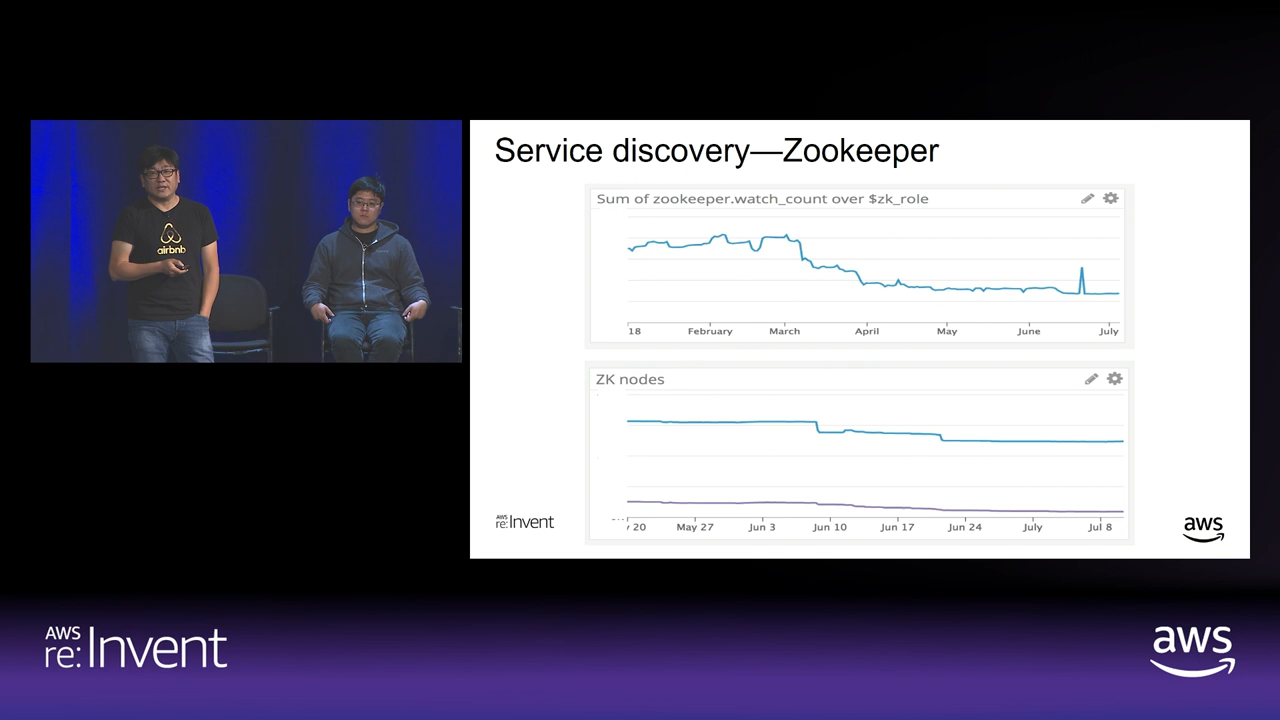 airbnb
Service discovery—Zookeeper
Sum of zookeeper.watch_count over $zk_role
18 February March April May June July
ZK nodes
/ 20 May 27 Jun 3 Jun 10 Jun 17 Jun 24 July Jul 8
AWS
re:Invent
aws
AWS
re:Invent
aws